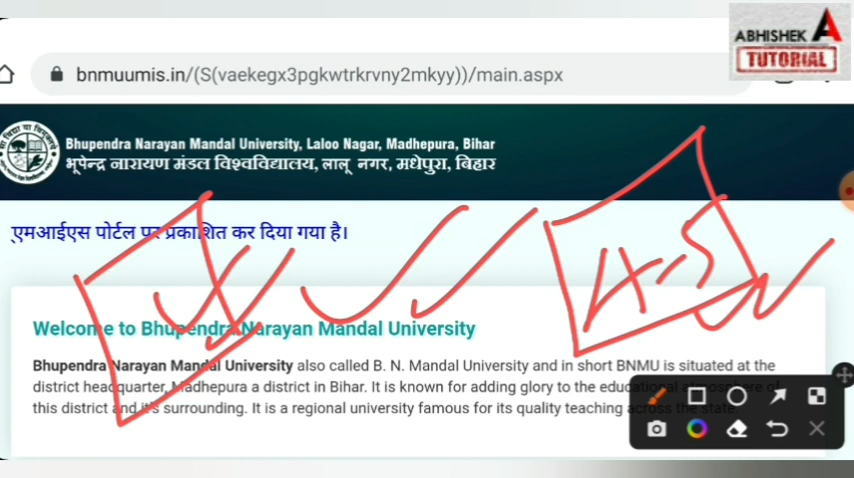 ABHISHEK A
TUTORIAL
bnmuumis.in/(S(vaekegx3pgkwtrkrvny2mkyy))/main.aspx
Bhupendra Narayan Mandal University, Laloo Nagar, Madhepura, Bihar
भूपेन्द्र नारायण मंडल विश्वविद्यालय, लालू नगर, मधेपुरा, बिहार
एमआईएस पोर्टल पर प्रकाशित कर दिया गया है।
4-5
Welcome to Bhupendra Narayan Mandal University
Bhupendra Narayan Mandal University also called B. N. Mandal University and in short BNMU is situated at the
district headquarter, Madhepura a district in Bihar. It is known for adding glory to the educational atmosphere of
this district and it's surrounding. It is a regional university famous for its quality teaching across the state.